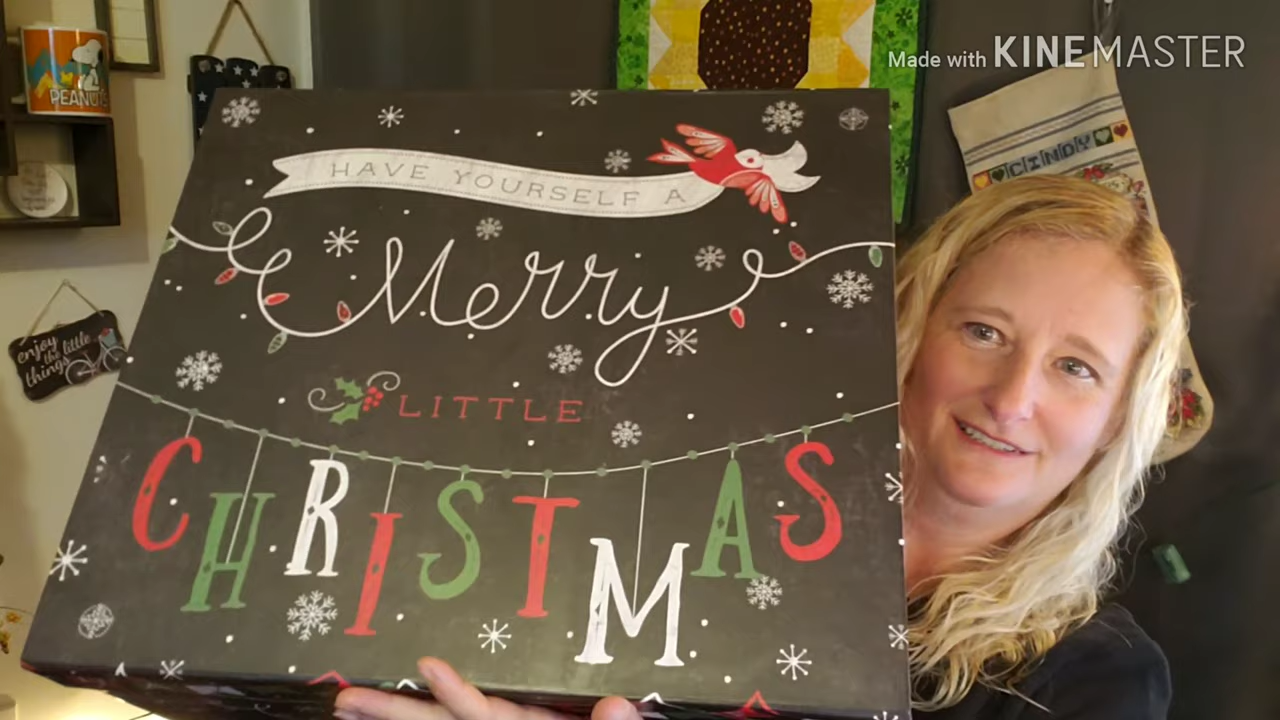 Made with KINEMASTER
PEANUTS
CINDY
HAVE YOURSELF A
Merry
LITTLE
CHRISTMAS
enjoy
the little
things